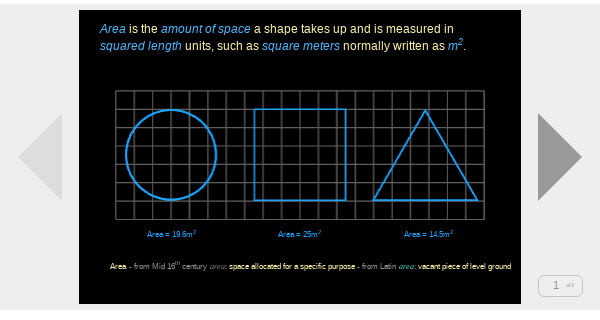 Area is the amount of space a shape takes up and is measured in
squared length units, such as square meters normally written as m².
Area = 19.6m²
Area = 25m²
Area = 14.5m²
Area - from Mid 16th century area: space allocated for a specific purpose - from Latin area: vacant piece of level ground
1